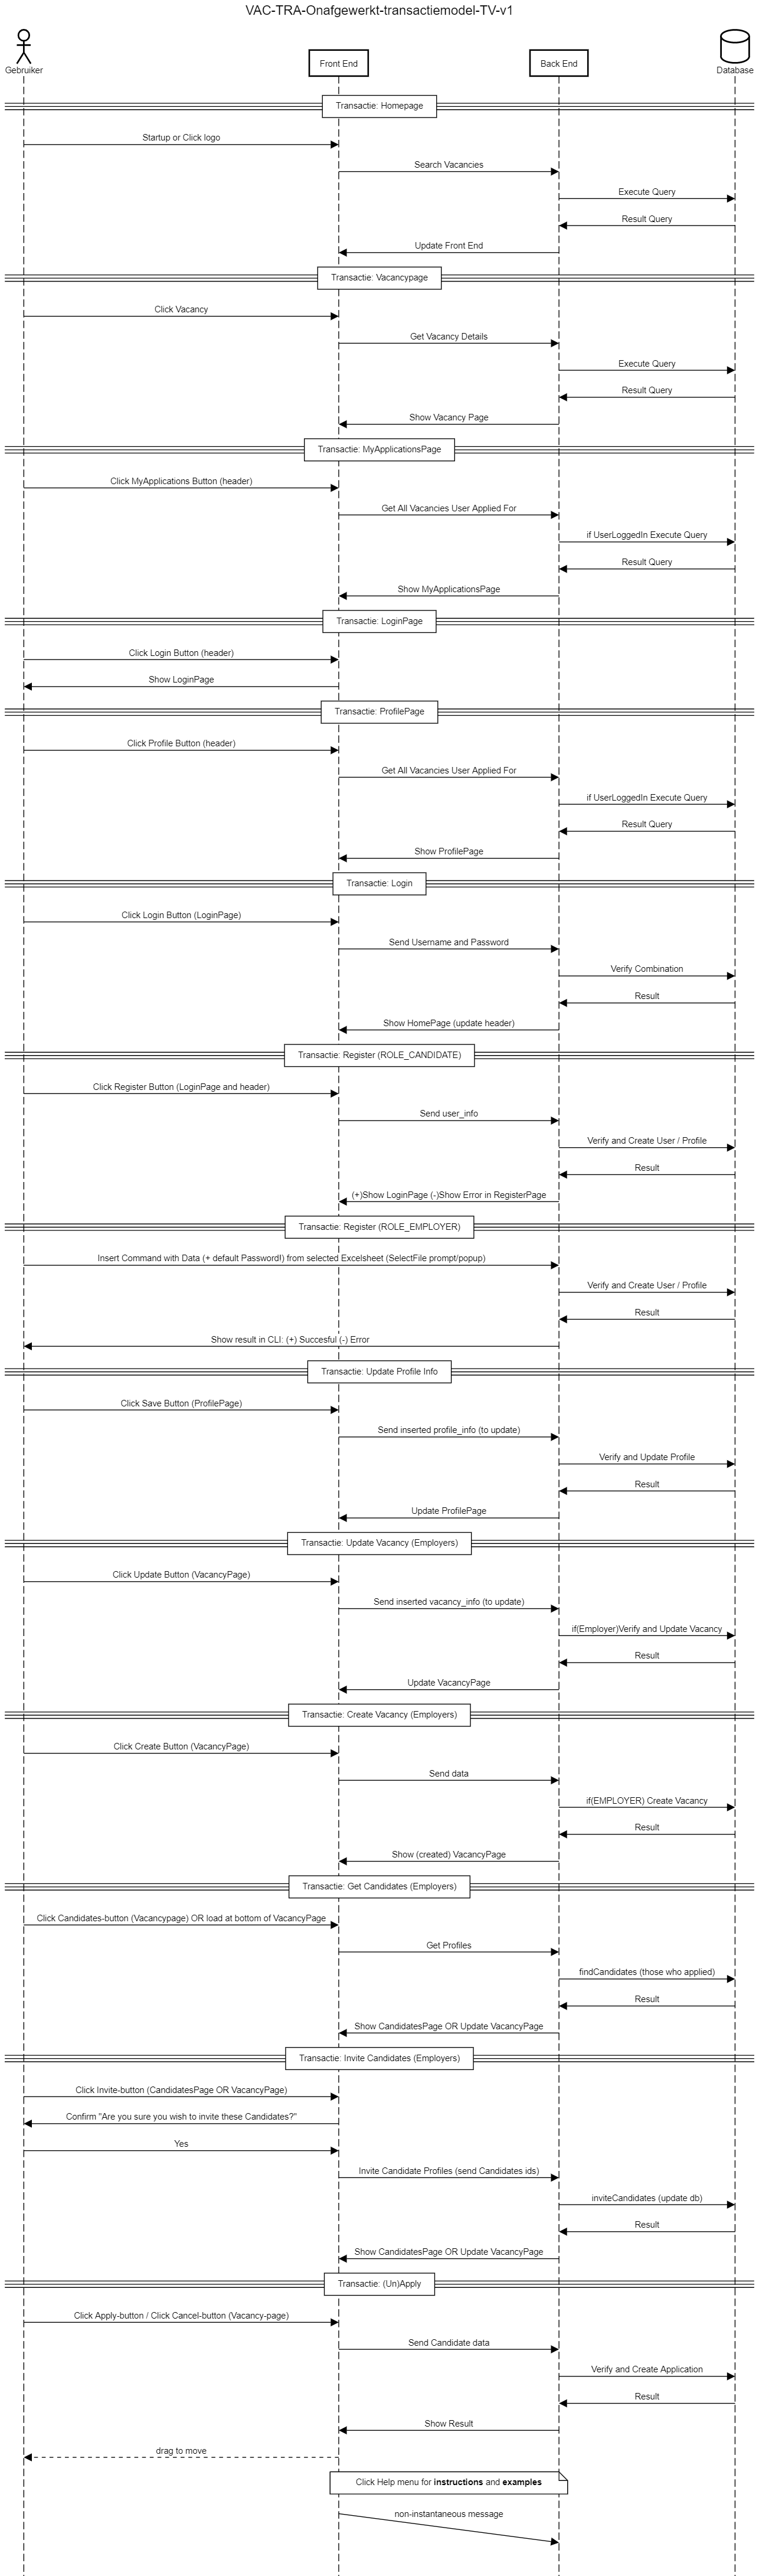 VAC-TRA-Onafgewerkt-transactiemodel-TV-v1
Gebruiker
Front End
Back End
Database
Transactie: Homepage
Startup or Click logo
Search Vacancies
Execute Query
Result Query
Update Front End
Transactie: Vacancypage
Click Vacancy
Get Vacancy Details
Execute Query
Result Query
Show Vacancy Page
Transactie: MyApplicationsPage
Click MyApplications Button (header)
Get All Vacancies User Applied For
if UserLoggedIn Execute Query
Result Query
Show MyApplicationsPage
Transactie: LoginPage
Click Login Button (header)
Show LoginPage
Transactie: ProfilePage
Click Profile Button (header)
Get All Vacancies User Applied For
if UserLoggedIn Execute Query
Result Query
Show ProfilePage
Transactie: Login
Click Login Button (LoginPage)
Send Username and Password
Verify Combination
Result
Show HomePage (update header)
Transactie: Register (ROLE_CANDIDATE)
Click Register Button (LoginPage and header)
Send user_info
Verify and Create User / Profile
Result
(+)Show LoginPage (-)Show Error in RegisterPage
Transactie: Register (ROLE_EMPLOYER)
Insert Command with Data (+ default Password!) from selected Excelsheet (SelectFile prompt/popup)
Verify and Create User / Profile
Result
Show result in CLI: (+) Succesful (-) Error
Transactie: Update Profile Info
Click Save Button (ProfilePage)
Send inserted profile_info (to update)
Verify and Update Profile
Result
Update ProfilePage
Transactie: Update Vacancy (Employers)
Click Update Button (VacancyPage)
Send inserted vacancy_info (to update)
if(Employer)Verify and Update Vacancy
Result
Update VacancyPage
Transactie: Create Vacancy (Employers)
Click Create Button (VacancyPage)
Send data
if(EMPLOYER) Create Vacancy
Result
Show (created) VacancyPage
Transactie: Get Candidates (Employers)
Click Candidates-button (Vacancypage) OR load at bottom of VacancyPage
Get Profiles
findCandidates (those who applied)
Result
Show CandidatesPage OR Update VacancyPage
Transactie: Invite Candidates (Employers)
Click Invite-button (CandidatesPage OR VacancyPage)
Confirm "Are you sure you wish to invite these Candidates?"
Yes
Invite Candidate Profiles (send Candidates ids)
inviteCandidates (update db)
Result
Show CandidatesPage OR Update VacancyPage
Transactie: (Un)Apply
Click Apply-button / Click Cancel-button (Vacancy-page)
Send Candidate data
Verify and Create Application
Result
Show Result
drag to move
Click Help menu for instructions and examples
non-instantaneous message